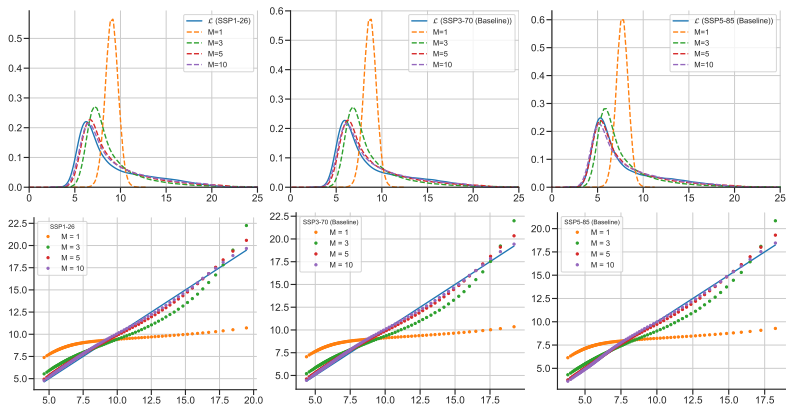 ℒ (SSP1-26)
M=1
M=3
M=5
M=10
0.0
0.1
0.2
0.3
0.4
0.5
0 5 10 15 20 25
ℒ (SSP3-70 (Baseline))
M=1
M=3
M=5
M=10
0.0
0.1
0.2
0.3
0.4
0.5
0.6
0 5 10 15 20 25
ℒ (SSP5-85 (Baseline))
M=1
M=3
M=5
M=10
0.0
0.1
0.2
0.3
0.4
0.5
0.6
0 5 10 15 20 25
SSP1-26
M = 1
M = 3
M = 5
M = 10
22.5
20.0
17.5
15.0
12.5
10.0
7.5
5.0
5.0 7.5 10.0 12.5 15.0 17.5 20.0
SSP3-70 (Baseline)
M = 1
M = 3
M = 5
M = 10
22.5
20.0
17.5
15.0
12.5
10.0
7.5
5.0
5.0 7.5 10.0 12.5 15.0 17.5
SSP5-85 (Baseline)
M = 1
M = 3
M = 5
M = 10
20.0
17.5
15.0
12.5
10.0
7.5
5.0
5.0 7.5 10.0 12.5 15.0 17.5